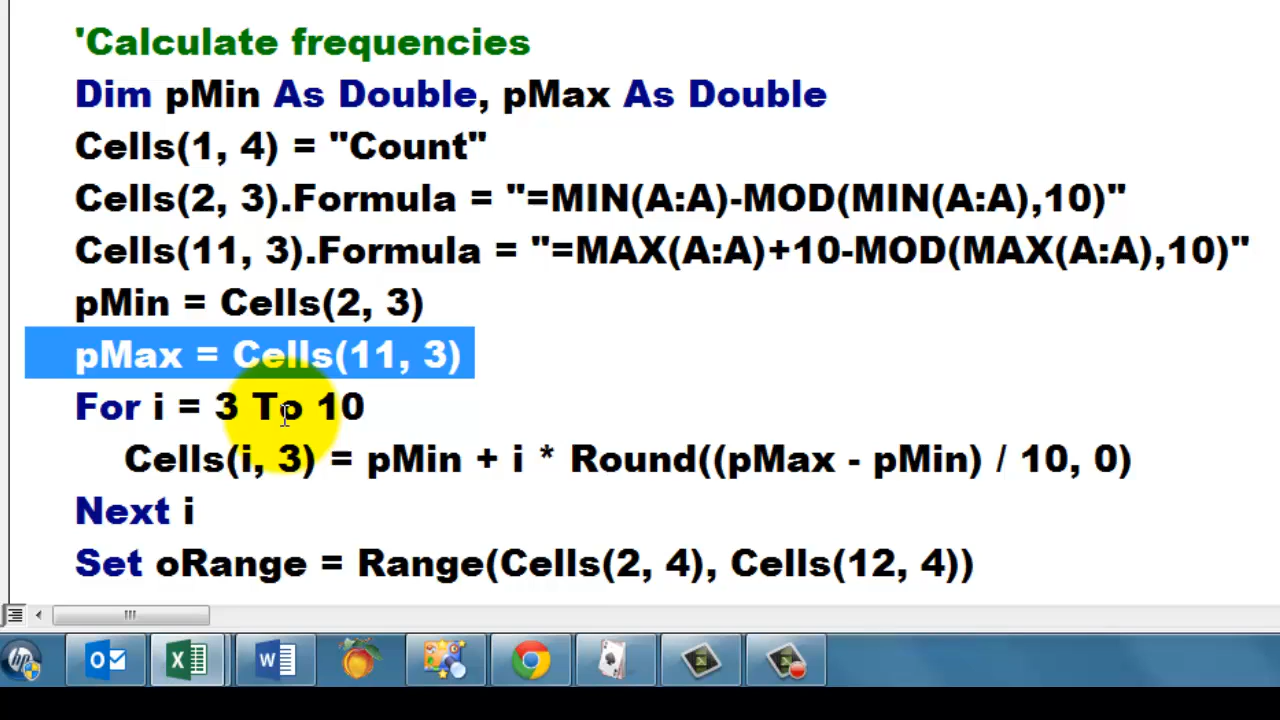 'Calculate frequencies
Dim pMin As Double, pMax As Double
Cells(1, 4) = "Count"
Cells(2, 3).Formula = "=MIN(A:A)-MOD(MIN(A:A),10)"
Cells(11, 3).Formula = "=MAX(A:A)+10-MOD(MAX(A:A),10)"
pMin = Cells(2, 3)
pMax = Cells(11, 3)
For i = 3 To 10
Cells(i, 3) = pMin + i * Round((pMax - pMin) / 10, 0)
Next i
Set oRange = Range(Cells(2, 4), Cells(12, 4))